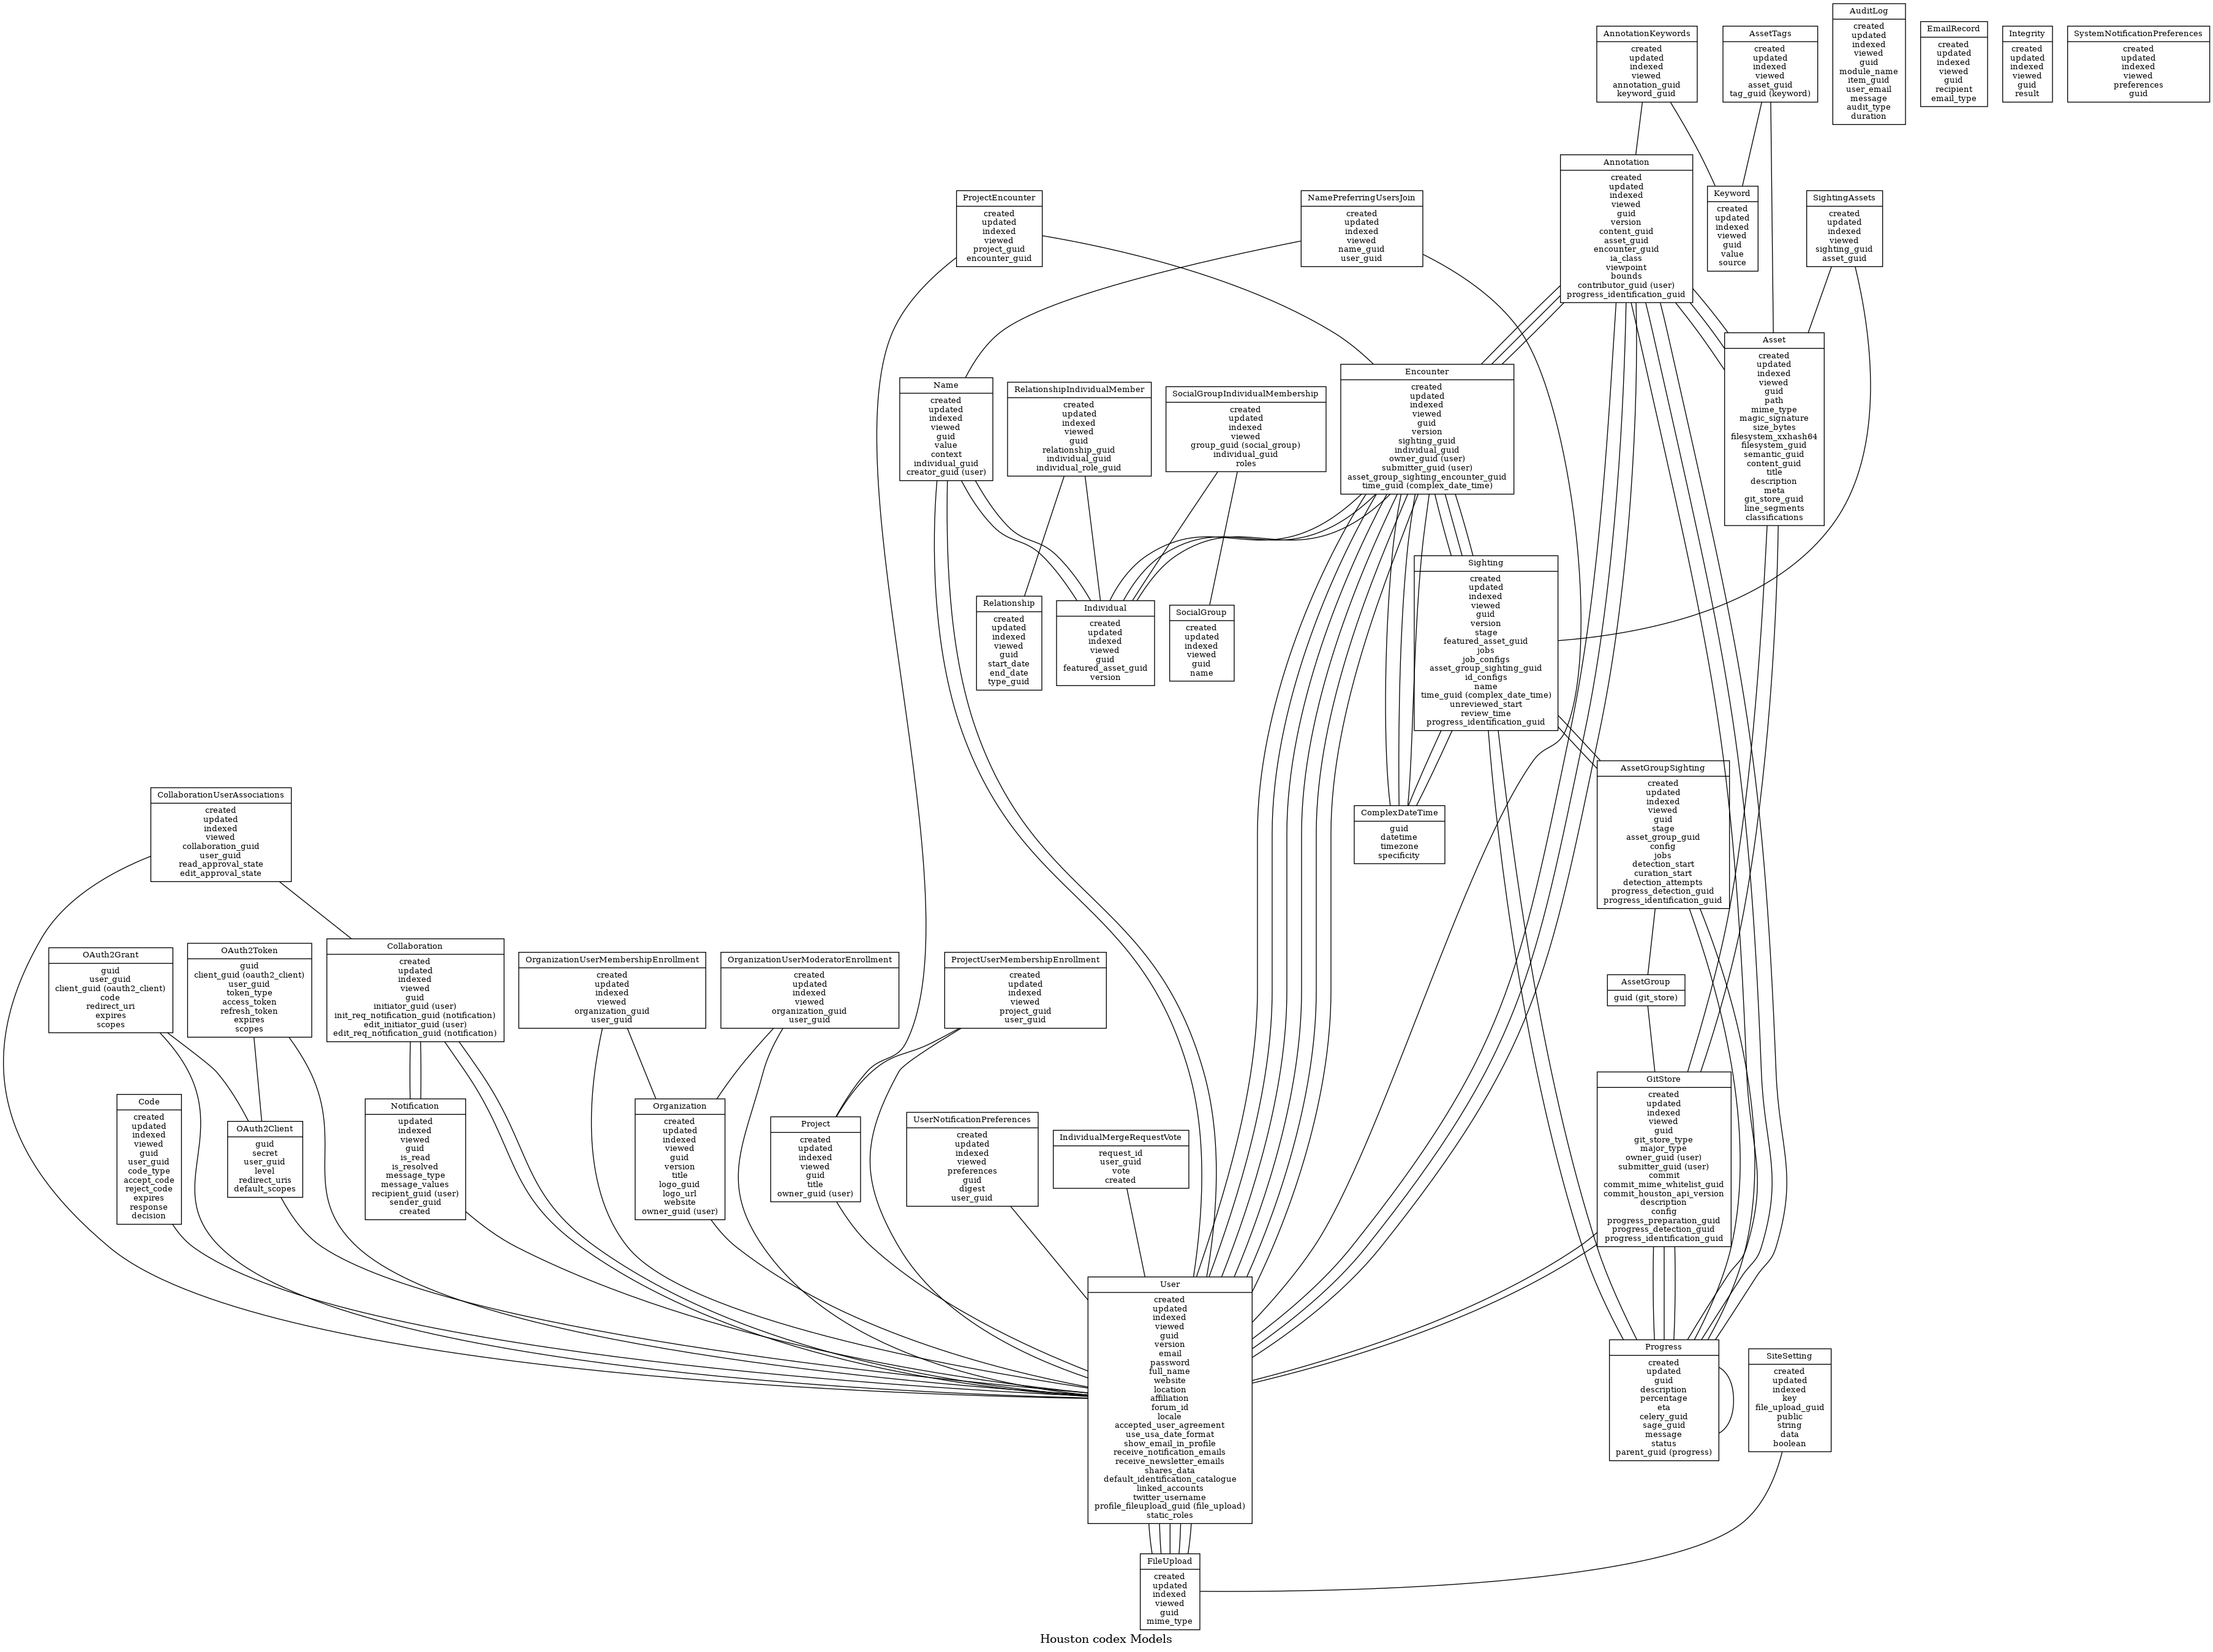 AnnotationKeywords
created
updated
indexed
viewed
annotation_guid
keyword_guid
AssetTags
created
updated
indexed
viewed
asset_guid
tag_guid (keyword)
AuditLog
created
updated
indexed
viewed
guid
module_name
item_guid
user_email
message
audit_type
duration
EmailRecord
created
updated
indexed
viewed
guid
recipient
email_type
Integrity
created
updated
indexed
viewed
guid
result
SystemNotificationPreferences
created
updated
indexed
viewed
preferences
guid
ProjectEncounter
created
updated
indexed
viewed
project_guid
encounter_guid
NamePreferringUsersJoin
created
updated
indexed
viewed
name_guid
user_guid
Annotation
created
updated
indexed
viewed
guid
version
content_guid
asset_guid
encounter_guid
ia_class
viewpoint
bounds
contributor_guid (user)
progress_identification_guid
Keyword
created
updated
indexed
viewed
guid
value
source
SightingAssets
created
updated
indexed
viewed
sighting_guid
asset_guid
Name
created
updated
indexed
viewed
guid
value
context
individual_guid
creator_guid (user)
RelationshipIndividualMember
created
updated
indexed
viewed
guid
relationship_guid
individual_guid
individual_role_guid
SocialGroupIndividualMembership
created
updated
indexed
viewed
group_guid (social_group)
individual_guid
roles
Encounter
created
updated
indexed
viewed
guid
version
sighting_guid
individual_guid
owner_guid (user)
submitter_guid (user)
asset_group_sighting_encounter_guid
time_guid (complex_date_time)
Asset
created
updated
indexed
viewed
guid
path
mime_type
magic_signature
size_bytes
filesystem_xxhash64
filesystem_guid
semantic_guid
content_guid
title
description
meta
git_store_guid
line_segments
classifications
Relationship
created
updated
indexed
viewed
guid
start_date
end_date
type_guid
Individual
created
updated
indexed
viewed
guid
featured_asset_guid
version
SocialGroup
created
updated
indexed
viewed
guid
name
Sighting
created
updated
indexed
viewed
guid
version
stage
featured_asset_guid
jobs
job_configs
asset_group_sighting_guid
id_configs
name
time_guid (complex_date_time)
unreviewed_start
review_time
progress_identification_guid
CollaborationUserAssociations
created
updated
indexed
viewed
collaboration_guid
user_guid
read_approval_state
edit_approval_state
ComplexDateTime
guid
datetime
timezone
specificity
AssetGroupSighting
created
updated
indexed
viewed
guid
stage
asset_group_guid
config
jobs
detection_start
curation_start
detection_attempts
progress_detection_guid
progress_identification_guid
OAuth2Grant
guid
user_guid
client_guid (oauth2_client)
code
redirect_uri
expires
scopes
OAuth2Token
guid
client_guid (oauth2_client)
user_guid
token_type
access_token
refresh_token
expires
scopes
Collaboration
created
updated
indexed
viewed
guid
initiator_guid (user)
init_req_notification_guid (notification)
edit_initiator_guid (user)
edit_req_notification_guid (notification)
OrganizationUserMembershipEnrollment
created
updated
indexed
viewed
organization_guid
user_guid
OrganizationUserModeratorEnrollment
created
updated
indexed
viewed
organization_guid
user_guid
ProjectUserMembershipEnrollment
created
updated
indexed
viewed
project_guid
user_guid
AssetGroup
guid (git_store)
Code
created
updated
indexed
viewed
guid
user_guid
code_type
accept_code
reject_code
expires
response
decision
OAuth2Client
guid
secret
user_guid
level
redirect_uris
default_scopes
Notification
updated
indexed
viewed
guid
is_read
is_resolved
message_type
message_values
recipient_guid (user)
sender_guid
created
Organization
created
updated
indexed
viewed
guid
version
title
logo_guid
logo_url
website
owner_guid (user)
Project
created
updated
indexed
viewed
guid
title
owner_guid (user)
UserNotificationPreferences
created
updated
indexed
viewed
preferences
guid
digest
user_guid
IndividualMergeRequestVote
request_id
user_guid
vote
created
GitStore
created
updated
indexed
viewed
guid
git_store_type
major_type
owner_guid (user)
submitter_guid (user)
commit
commit_mime_whitelist_guid
commit_houston_api_version
description
config
progress_preparation_guid
progress_detection_guid
progress_identification_guid
User
created
updated
indexed
viewed
guid
version
email
password
full_name
website
location
affiliation
forum_id
locale
accepted_user_agreement
use_usa_date_format
show_email_in_profile
receive_notification_emails
receive_newsletter_emails
shares_data
default_identification_catalogue
linked_accounts
twitter_username
profile_fileupload_guid (file_upload)
static_roles
Progress
created
updated
guid
description
percentage
eta
celery_guid
sage_guid
message
status
parent_guid (progress)
SiteSetting
created
updated
indexed
key
file_upload_guid
public
string
data
boolean
FileUpload
created
updated
indexed
viewed
guid
mime_type
Houston codex Models